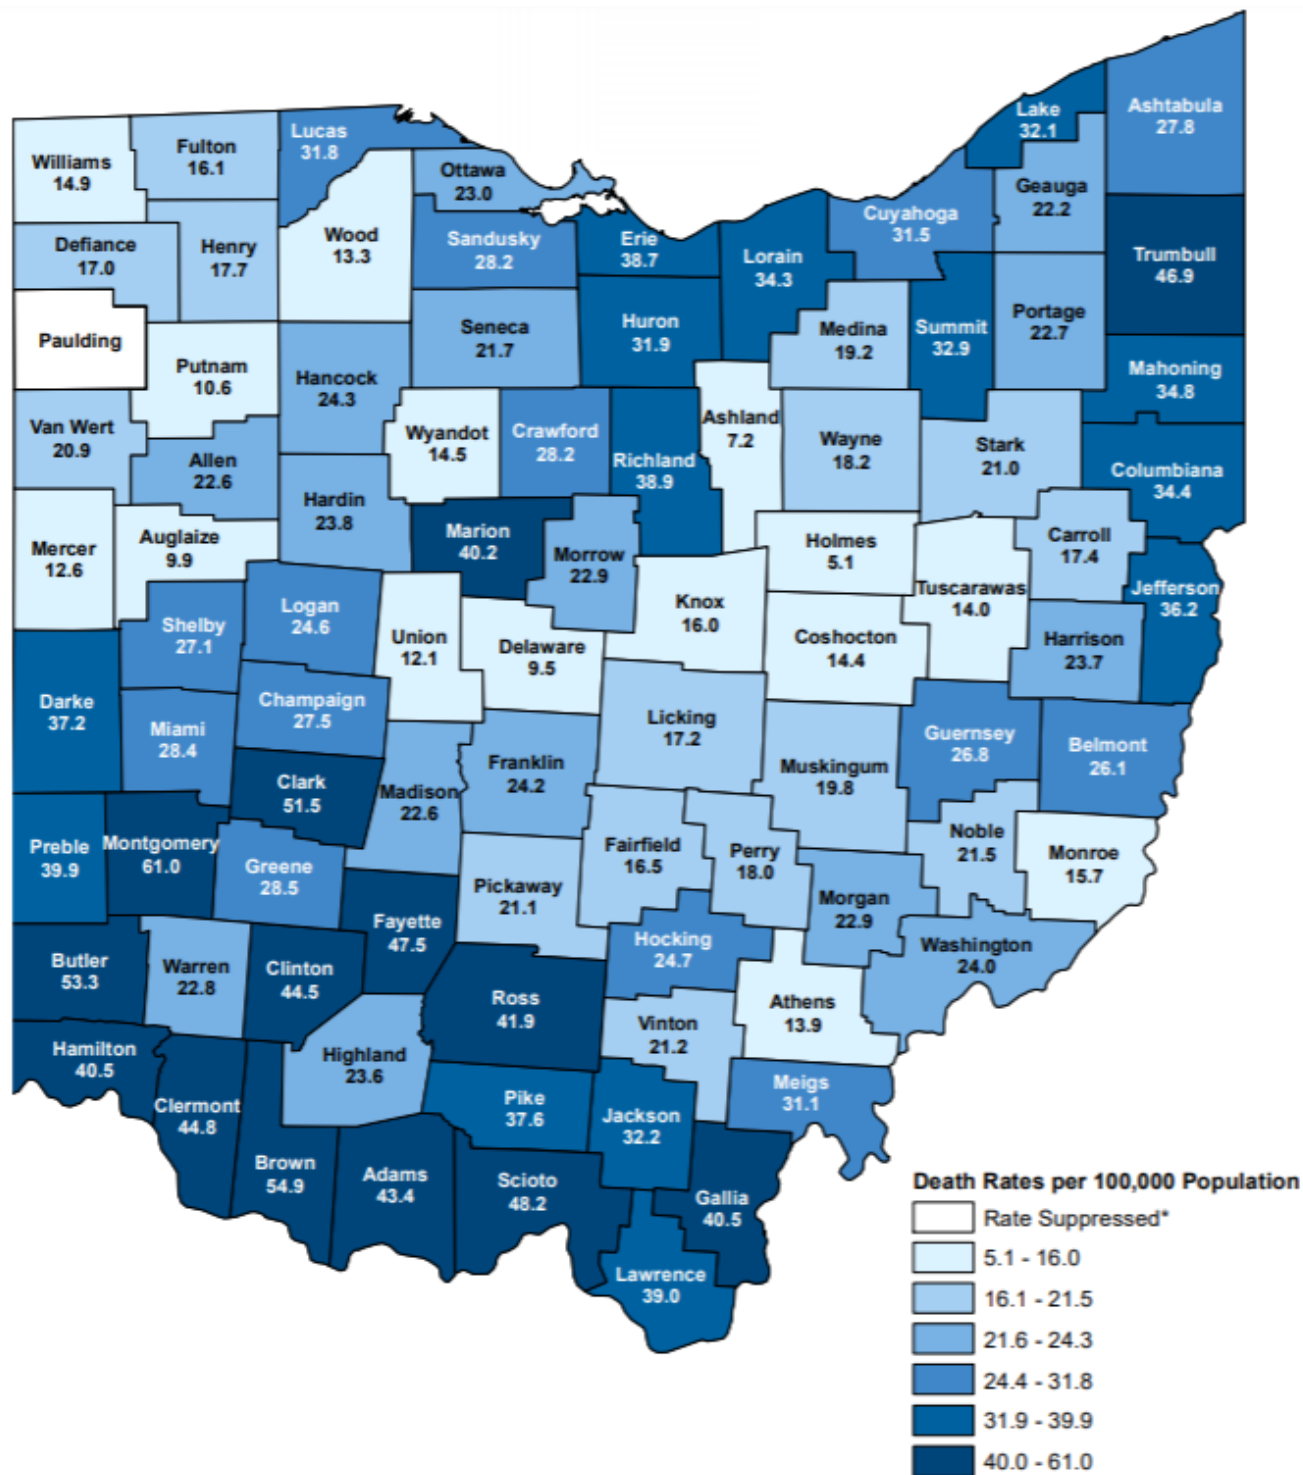 Lake
32.1
Ashtabula
27.8
Williams
14.9
Fulton
16.1
Lucas
31.8
Ottawa
23.0
Geauga
22.2
Cuyahoga
31.5
Defiance
17.0
Henry
17.7
Wood
13.3
Sandusky
28.2
Erie
38.7
Lorain
34.3
Trumbull
46.9
Paulding
Putnam
10.6
Hancock
24.3
Seneca
21.7
Huron
31.9
Medina
19.2
Summit
32.9
Portage
22.7
Mahoning
34.8
Van Wert
20.9
Allen
22.6
Wyandot
14.5
Crawford
28.2
Richland
38.9
Ashland
7.2
Wayne
18.2
Stark
21.0
Columbiana
34.4
Hardin
23.8
Mercer
12.6
Auglaize
9.9
Marion
40.2
Morrow
22.9
Holmes
5.1
Carroll
17.4
Tuscarawas
14.0
Jefferson
36.2
Shelby
27.1
Logan
24.6
Union
12.1
Delaware
9.5
Knox
16.0
Coshocton
14.4
Harrison
23.7
Darke
37.2
Miami
28.4
Champaign
27.5
Licking
17.2
Guernsey
26.8
Belmont
26.1
Clark
51.5
Madison
22.6
Franklin
24.2
Muskingum
19.8
Preble
39.9
Montgomery
61.0
Greene
28.5
Fairfield
16.5
Perry
18.0
Noble
21.5
Monroe
15.7
Fayette
47.5
Pickaway
21.1
Morgan
22.9
Butler
53.3
Warren
22.8
Clinton
44.5
Hocking
24.7
Washington
24.0
Ross
41.9
Athens
13.9
Vinton
21.2
Hamilton
40.5
Highland
23.6
Clermont
44.8
Pike
37.6
Jackson
32.2
Meigs
31.1
Brown
54.9
Adams
43.4
Scioto
48.2
Gallia
40.5
Lawrence
39.0
Death Rates per 100,000 Population
Rate Suppressed*
5.1 - 16.0
16.1 - 21.5
21.6 - 24.3
24.4 - 31.8
31.9 - 39.9
40.0 - 61.0